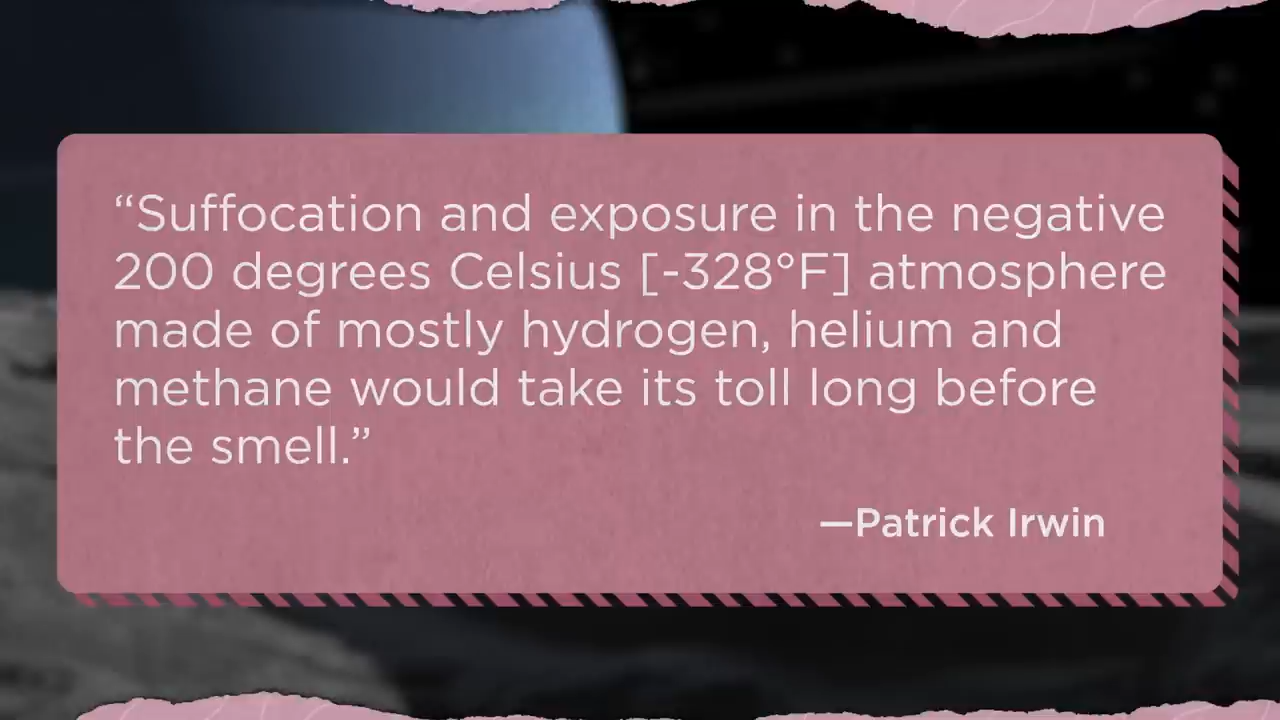 “Suffocation and exposure in the negative
200 degrees Celsius [-328°F] atmosphere
made of mostly hydrogen, helium and
methane would take its toll long before
the smell.”
—Patrick Irwin